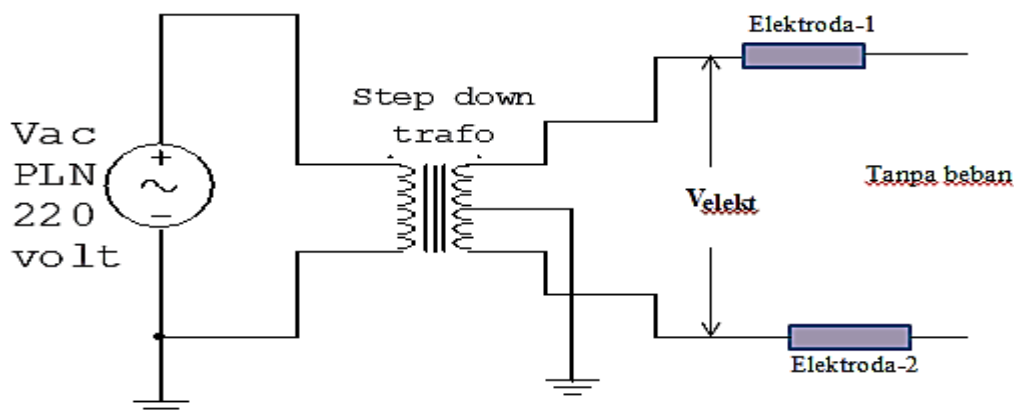 Elektroda-1
Step down
trafo
Vac
PLN
220
volt
+
−
Velekt
Tanpa beban
Elektroda-2